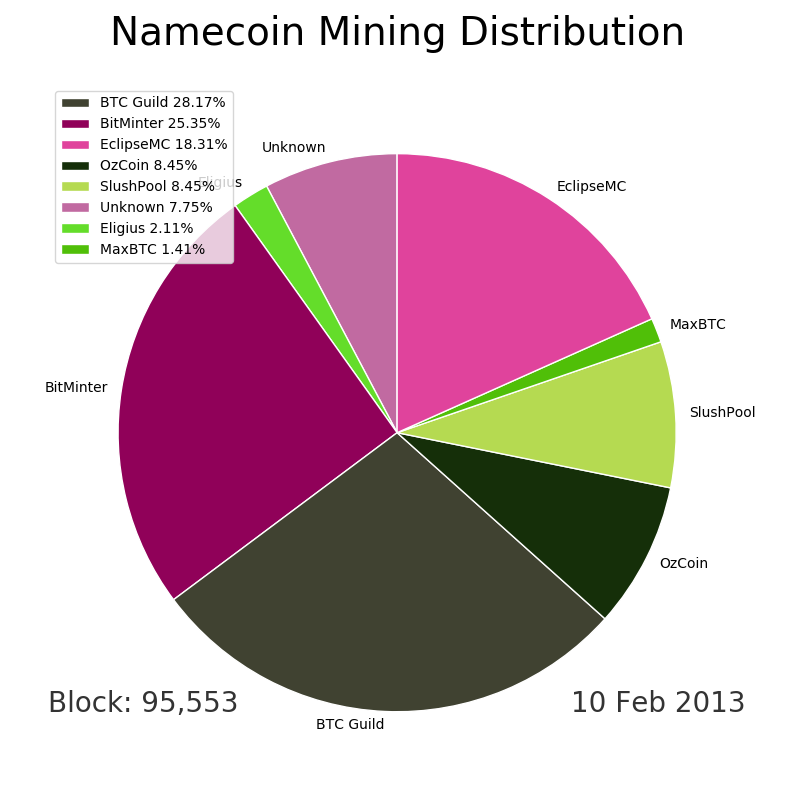 Namecoin Mining Distribution
BTC Guild 28.17%
BitMinter 25.35%
EclipseMC 18.31%
OzCoin 8.45%
SlushPool 8.45%
Unknown 7.75%
Eligius 2.11%
MaxBTC 1.41%
Unknown
Eligius
EclipseMC
MaxBTC
BitMinter
SlushPool
OzCoin
Block: 95,553
10 Feb 2013
BTC Guild